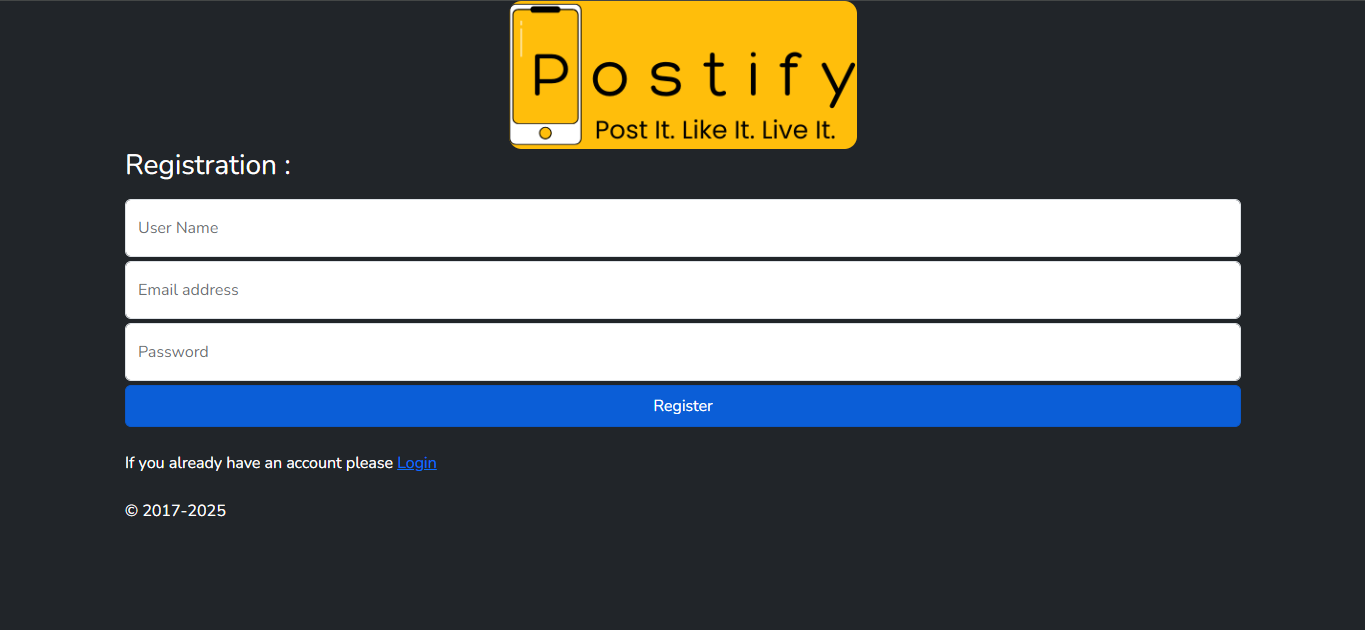 Postify
Post It. Like It. Live It.
Registration :
User Name
Email address
Password
Register
If you already have an account please Login
© 2017-2025